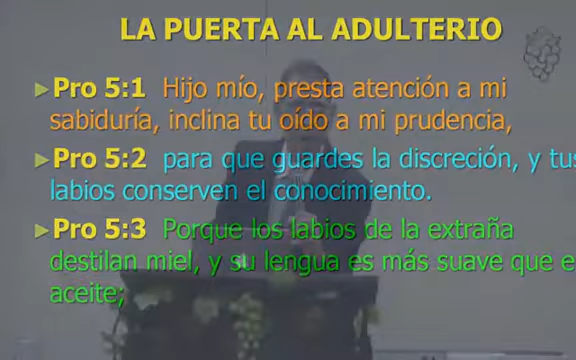 LA PUERTA AL ADULTERIO
Pro 5:1 Hijo mío, presta atención a mi
sabiduría, inclina tu oído a mi prudencia,
Pro 5:2 para que guardes la discreción, y tus
labios conserven el conocimiento.
Pro 5:3 Porque los labios de la extraña
destilan miel, y su lengua es más suave que e
aceite;